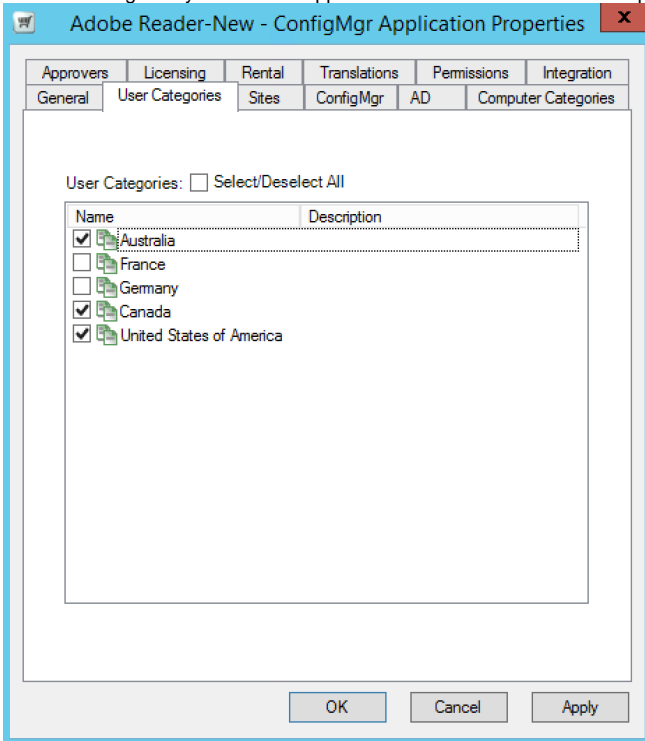 Adobe Reader-New - ConfigMgr Application Properties x
Approvers Licensing Rental Translations Permissions Integration
General User Categories Sites ConfigMgr AD Computer Categories
User Categories: Select/Deselect All
Name Description
Australia
France
Germany
Canada
United States of America
OK Cancel Apply